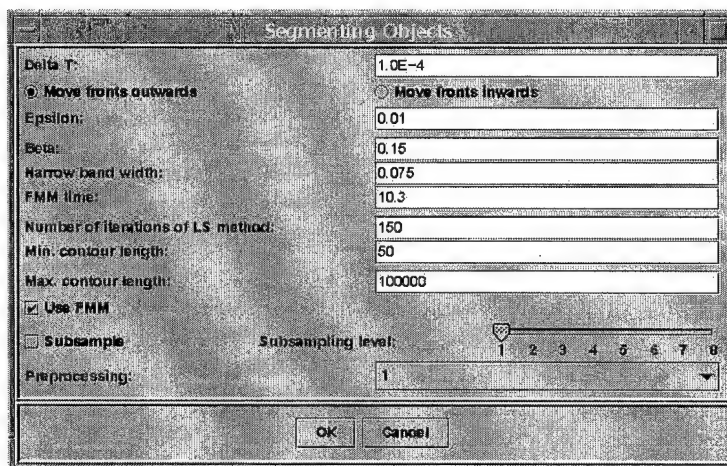 Segmenting Objects
Delta T: 1.0E-4
Move fronts outwards Move fronts inwards
Epsilon: 0.01
Beta: 0.15
Narrow band width: 0.075
FMM time: 10.3
Number of iterations of LS method: 150
Min. contour length: 50
Max. contour length: 100000
Use FMM
Subsample Subsampling level:
1 2 3 4 5 6 7 8
Preprocessing: 1
OK Cancel